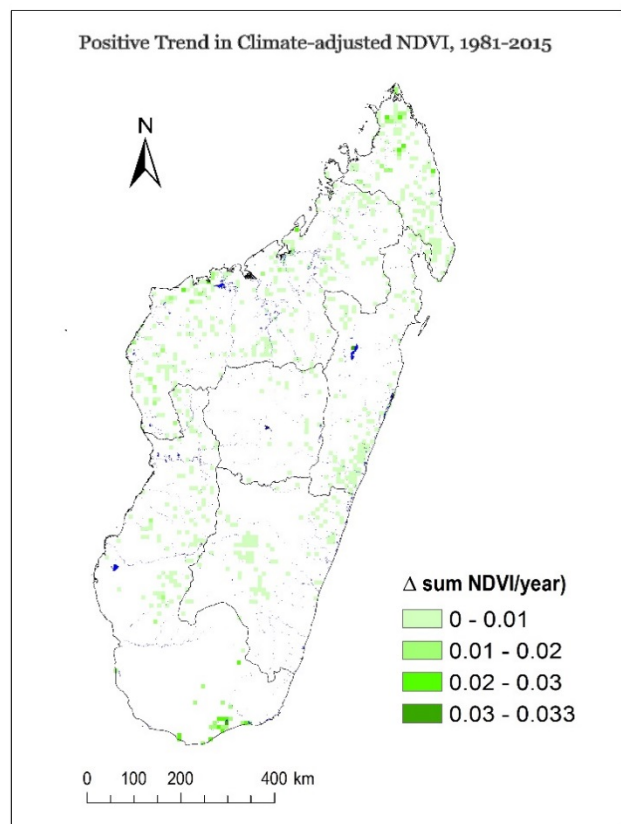 Positive Trend in Climate-adjusted NDVI, 1981-2015
N
Δ sum NDVI/year)
0 - 0.01
0.01 - 0.02
0.02 - 0.03
0.03 - 0.033
0 100 200 400 km